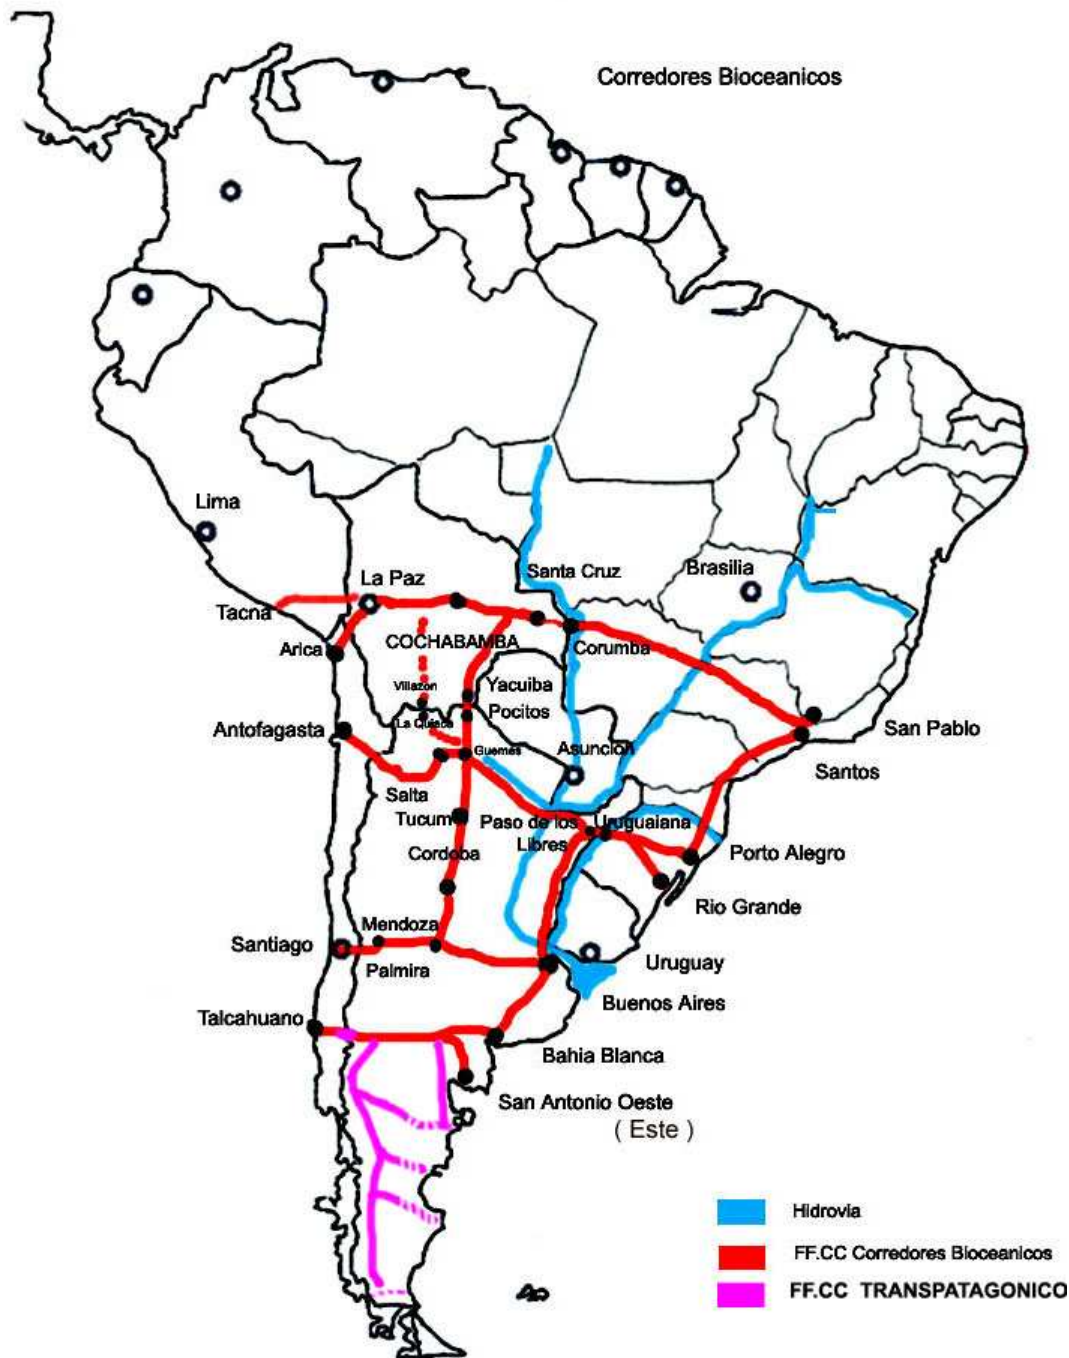 Corredores Bioceanicos
Lima
La Paz
Santa Cruz
Brasilia
Tacna
Arica
COCHABAMBA
Corumba
Villazon
Yacuiba
Pocitos
La Quiaca
Antofagasta
San Pablo
Guemes
Asuncion
Santos
Salta
Tucum
Paso de los
Libres
Uruguaiana
Cordoba
Porto Alegro
Rio Grande
Mendoza
Santiago
Palmira
Uruguay
Buenos Aires
Talcahuano
Bahia Blanca
San Antonio Oeste
( Este )
Hidrovia
FF.CC Corredores Bioceanicos
FF.CC TRANSPATAGONICO